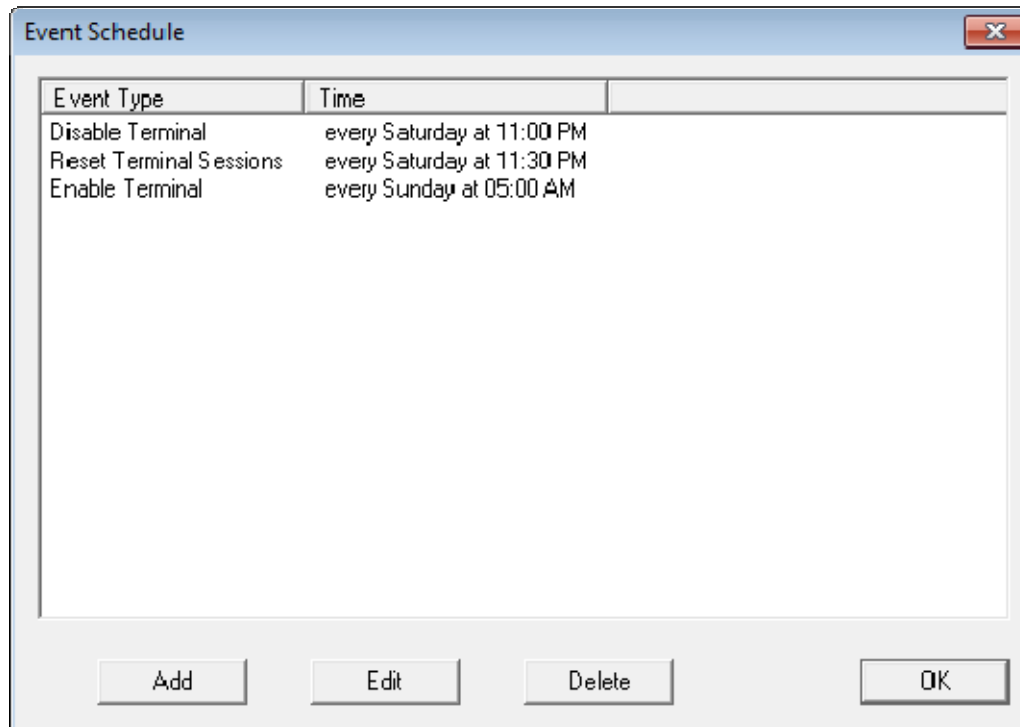 Event Schedule
Event Type Time
Disable Terminal every Saturday at 11:00 PM
Reset Terminal Sessions every Saturday at 11:30 PM
Enable Terminal every Sunday at 05:00 AM
Add Edit Delete OK